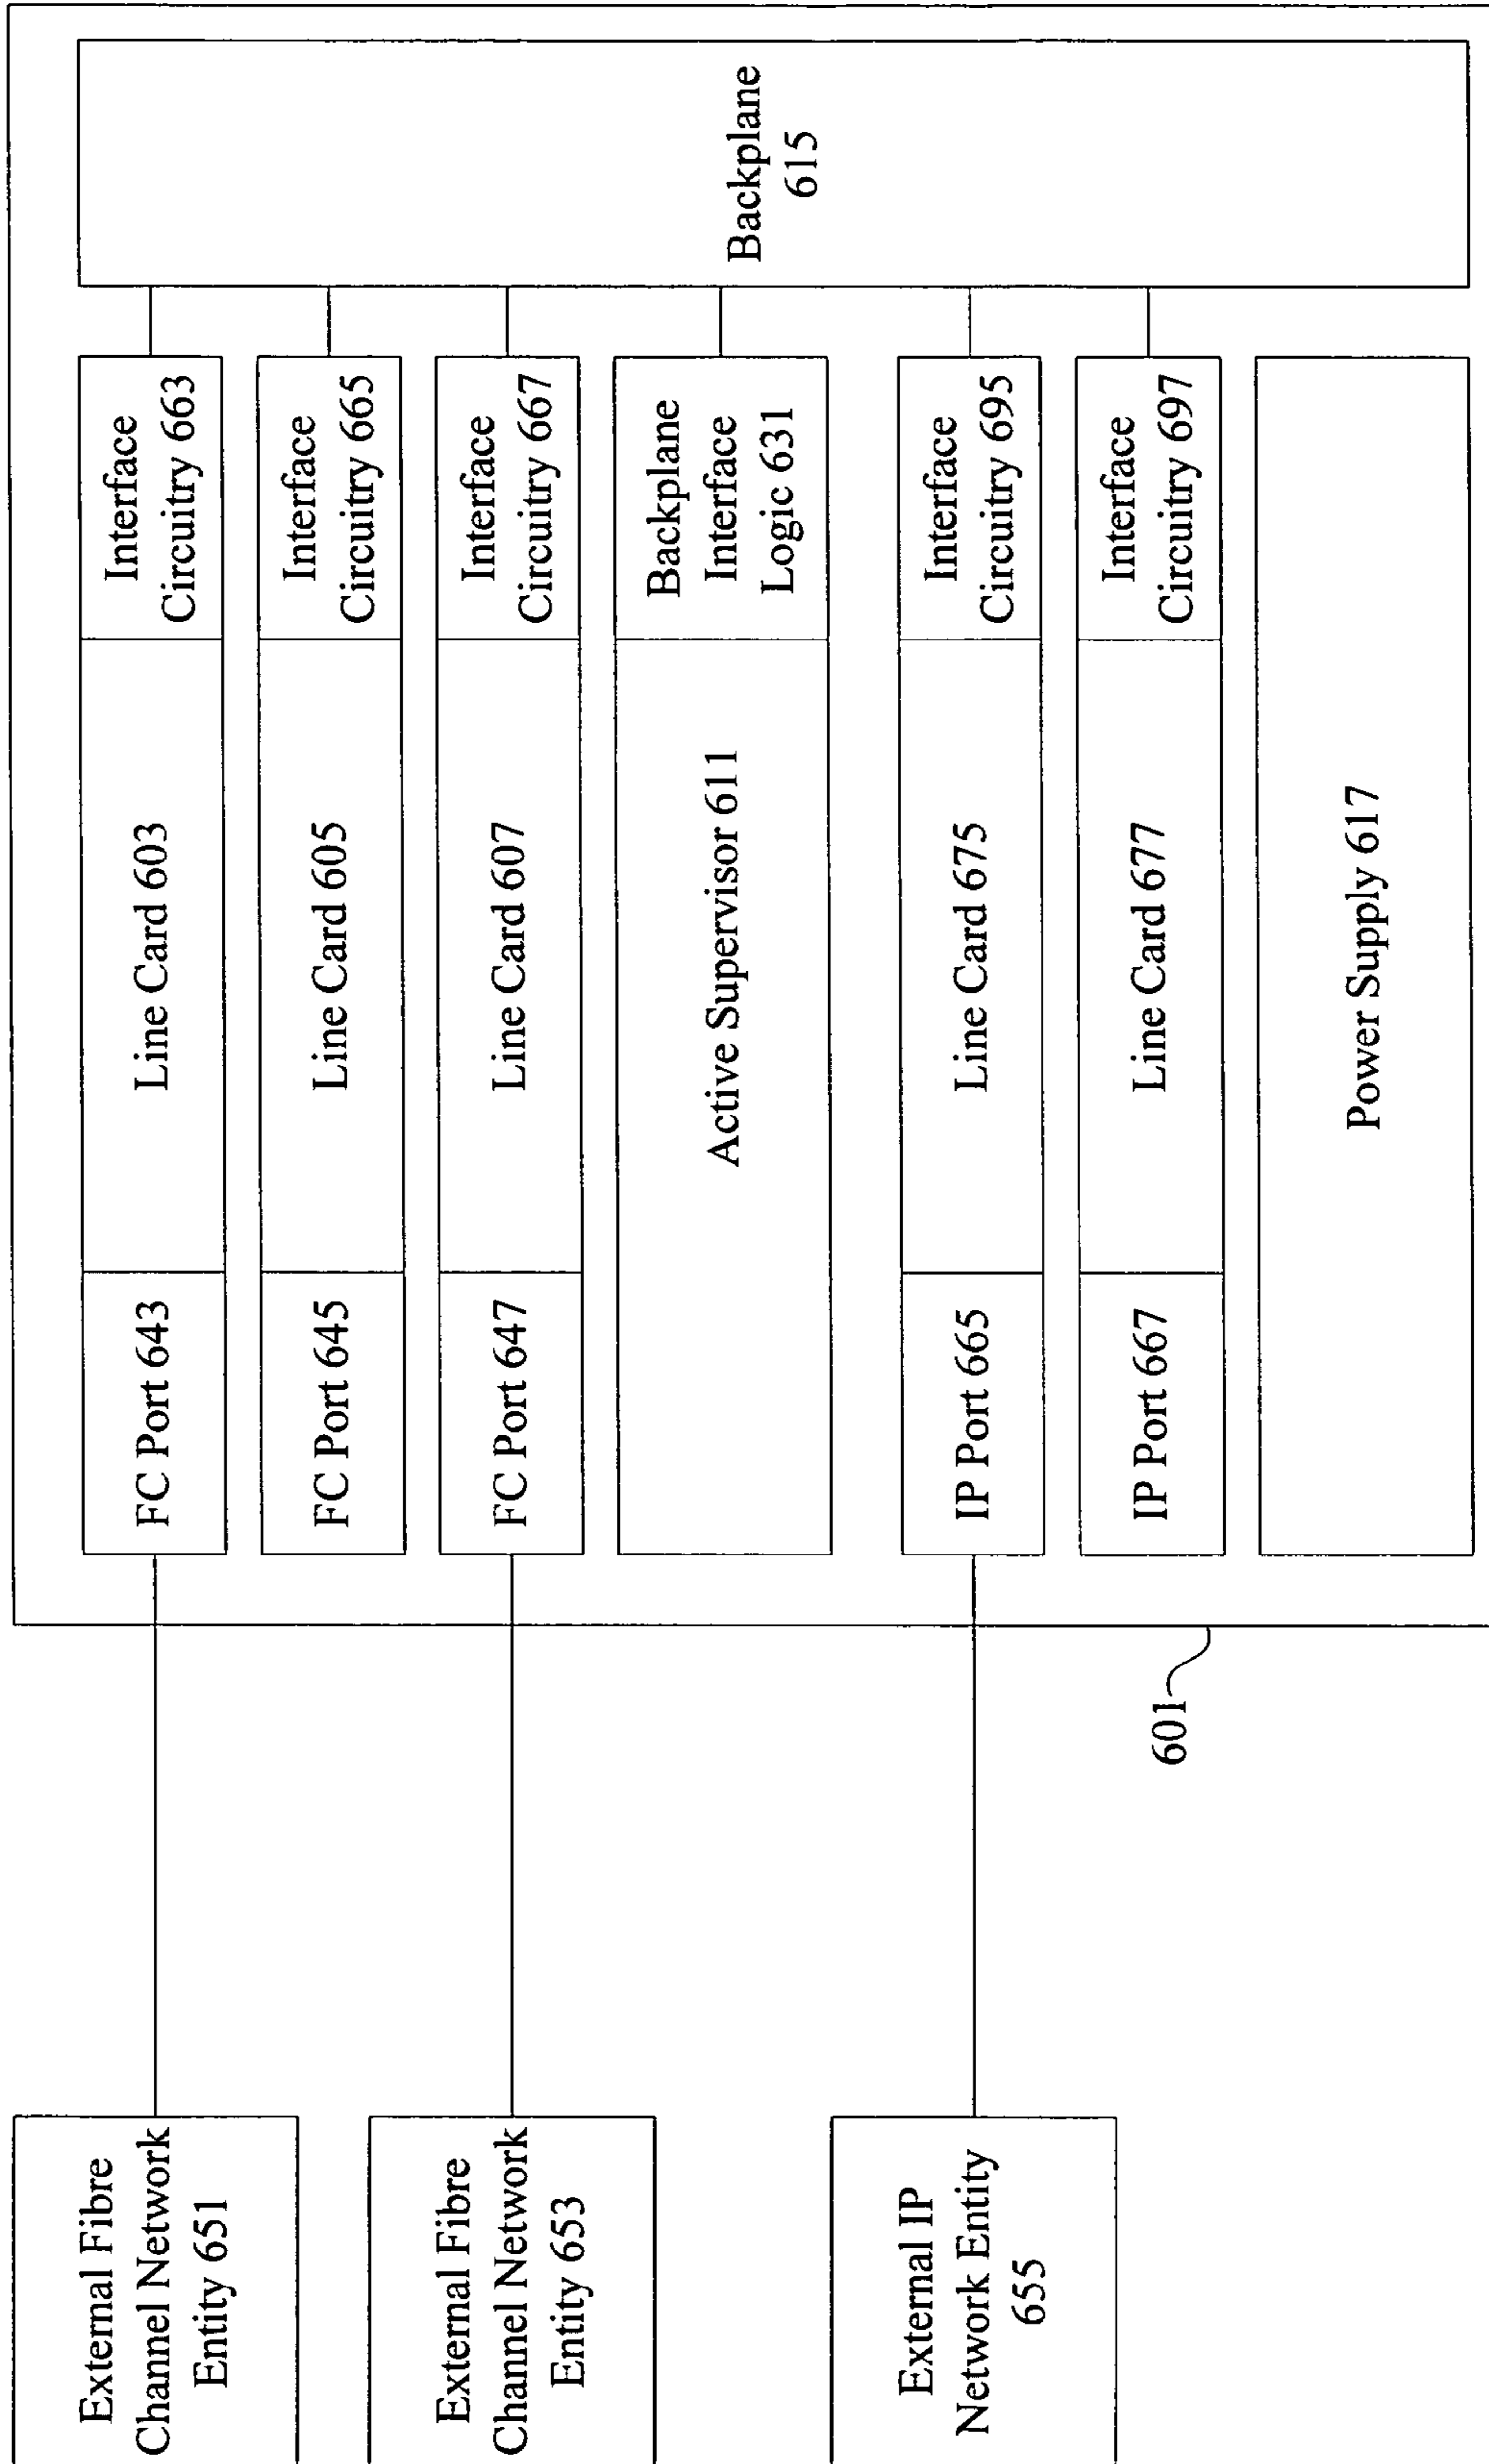 External Fibre
Channel Network
Entity 651
External Fibre
Channel Network
Entity 653
External IP
Network Entity
655
601
FC Port 643
Line Card 603
Interface
Circuitry 663
FC Port 645
Line Card 605
Interface
Circuitry 665
FC Port 647
Line Card 607
Interface
Circuitry 667
Active Supervisor 611
Backplane
Interface
Logic 631
IP Port 665
Line Card 675
Interface
Circuitry 695
IP Port 667
Line Card 677
Interface
Circuitry 697
Power Supply 617
Backplane
615